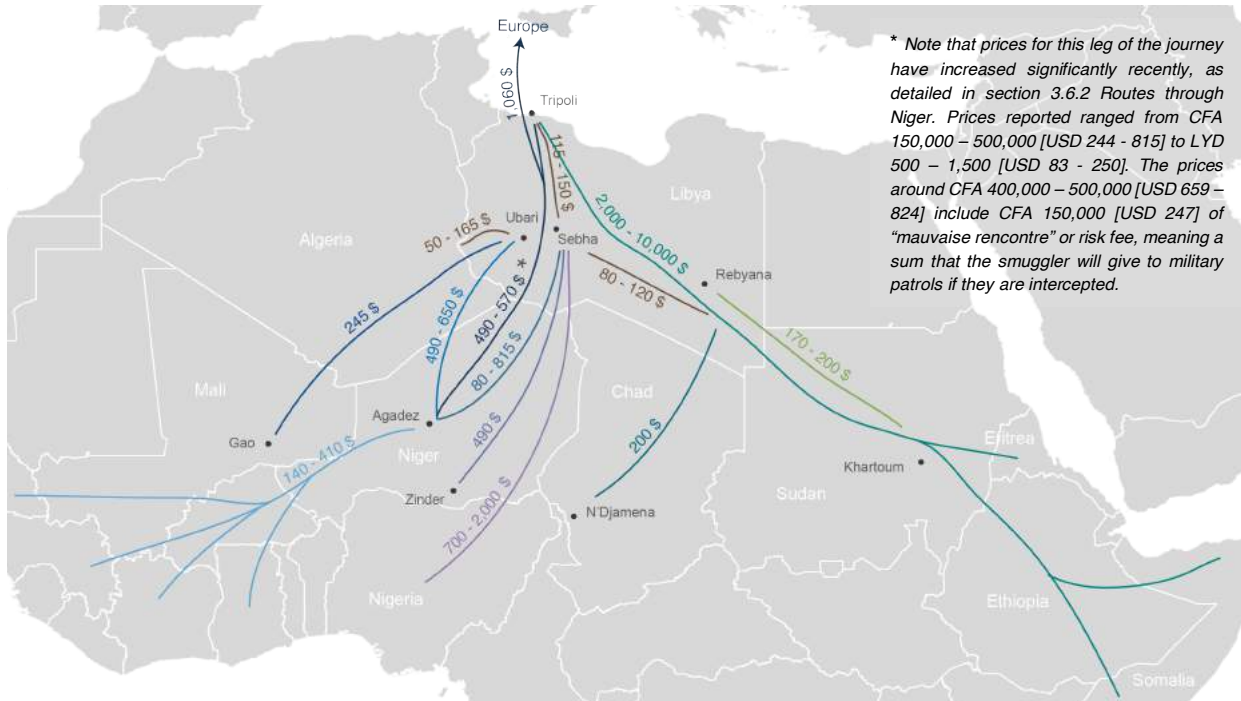 Europe
1,060 $
Tripoli
* Note that prices for this leg of the journey
have increased significantly recently, as
detailed in section 3.6.2 Routes through
Niger. Prices reported ranged from CFA
150,000 – 500,000 [USD 244 - 815] to LYD
500 – 1,500 [USD 83 - 250]. The prices
around CFA 400,000 – 500,000 [USD 659 –
824] include CFA 150,000 [USD 247] of
“mauvaise rencontre” or risk fee, meaning a
sum that the smuggler will give to military
patrols if they are intercepted.
115 - 150 $
Libya
2,000 - 10,000 $
Algeria
50 - 165 $
Ubari
Sebha
80 - 120 $
Rebyana
245 $
490 - 650 $
490 - 570 $ *
80 - 815 $
170 - 200 $
Mali
Chad
Agadez
Gao
Niger
140 - 410 $
490 $
200 $
Eritrea
Khartoum
Zinder
700 - 2,000 $
N'Djamena
Sudan
Nigeria
Ethiopia
Somalia